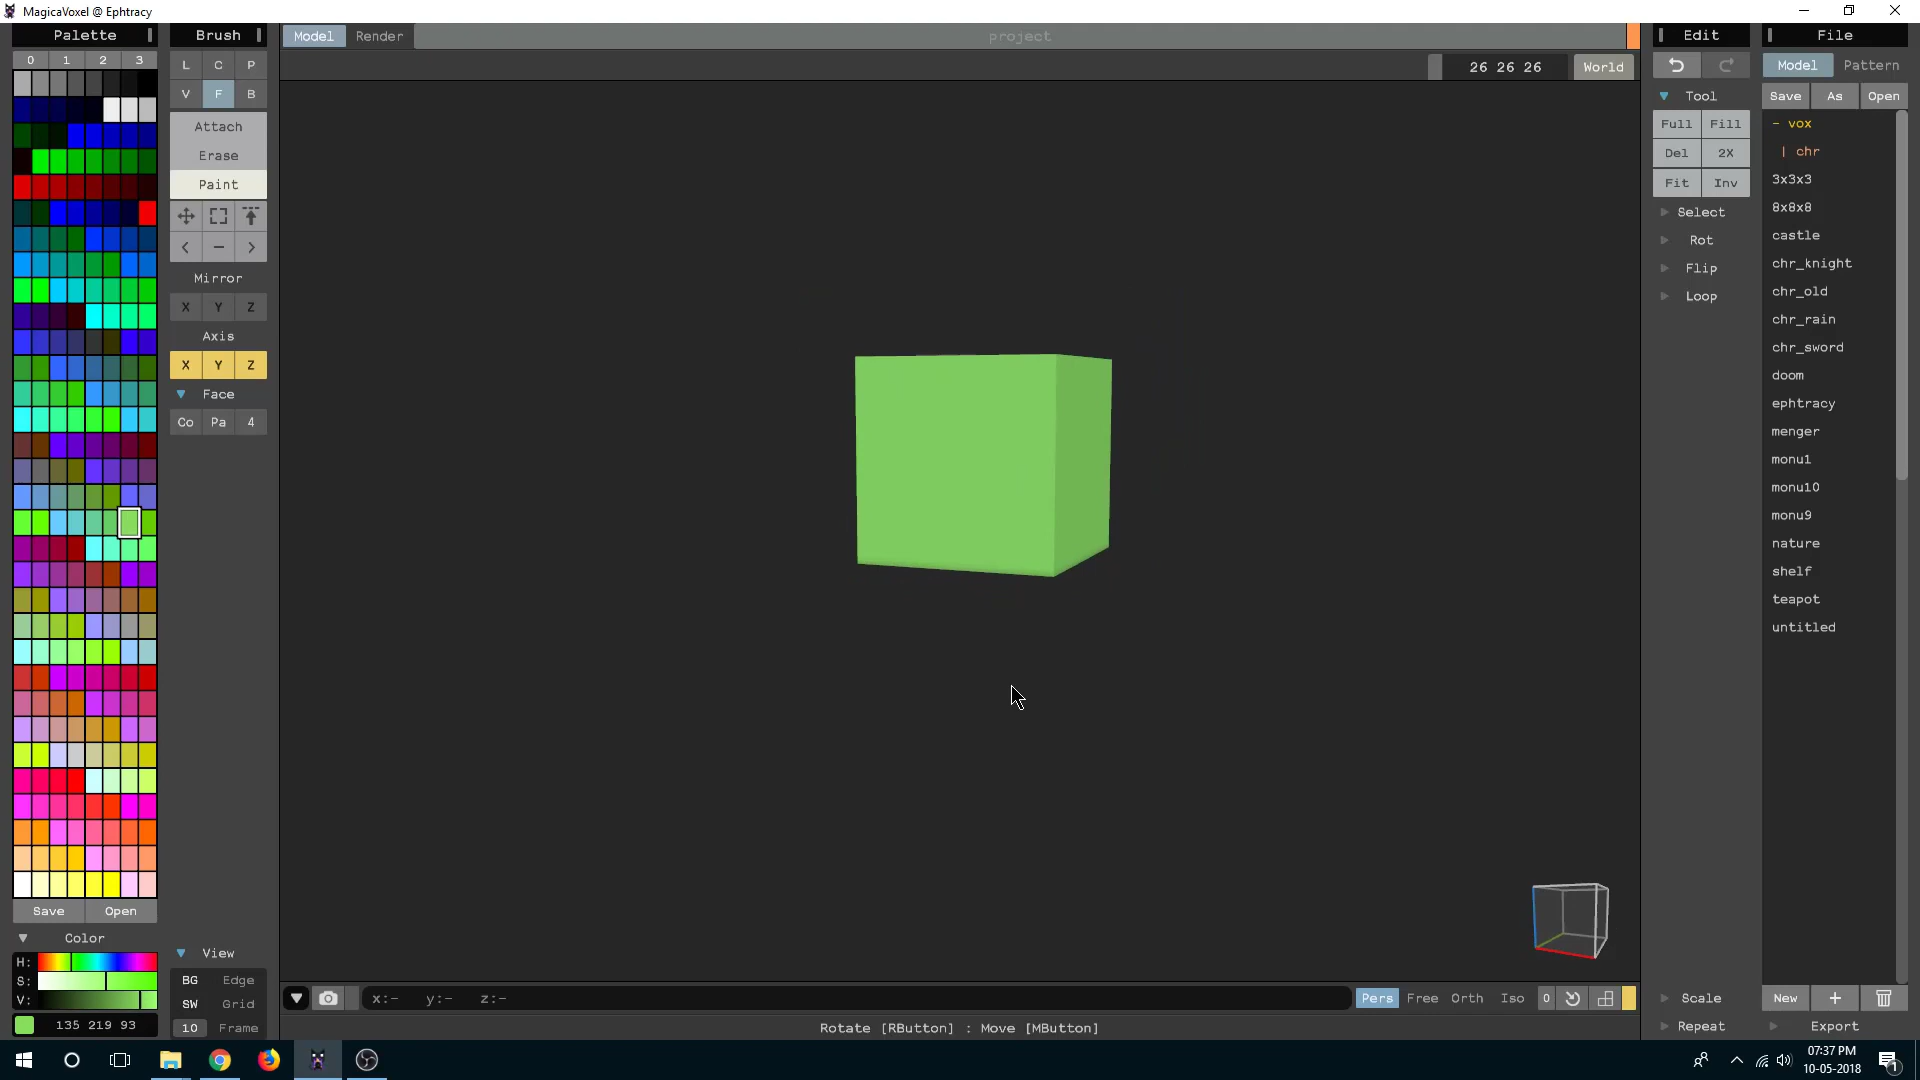 MagicaVoxel @ Ephtracy
Palette
0 1 2 3
Save Open
Color
H:
S:
V:
135 219 93
Brush
L C P
V F B
Attach
Erase
Paint
< - >
Mirror
X Y Z
Axis
X Y Z
Face
Co Pa 4
View
BG Edge
SW Grid
10 Frame
Model Render project
26 26 26 World
x:- y:- z:-
Pers Free Orth Iso 0
Rotate [RButton] : Move [MButton]
Edit
Tool
Full Fill
Del 2X
Fit Inv
Select
Rot
Flip
Loop
Scale
Repeat
File
Model Pattern
Save As Open
- vox
| chr
3x3x3
8x8x8
castle
chr_knight
chr_old
chr_rain
chr_sword
doom
ephtracy
menger
monu1
monu10
monu9
nature
shelf
teapot
untitled
New +
Export
07:37 PM
10-05-2018
1